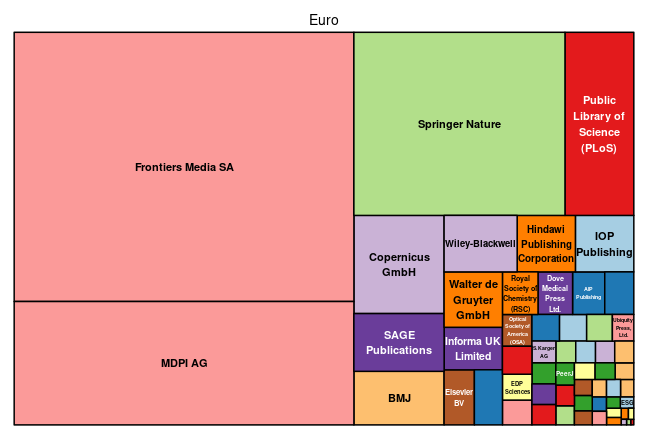 Euro
Frontiers Media SA
MDPI AG
Springer Nature
Public
Library of
Science
(PLoS)
Copernicus
GmbH
SAGE
Publications
BMJ
Wiley-Blackwell
Hindawi
Publishing
Corporation
IOP
Publishing
Walter de
Gruyter
GmbH
Informa UK
Limited
Elsevier
BV
Royal
Society of
Chemistry
(RSC)
Dove
Medical
Press
Ltd.
AIP
Publishing
Optical
Society of
America
(OSA)
EDP
Sciences
Ubiquity
Press,
Ltd.
S.Karger
AG
PeerJ
ESG